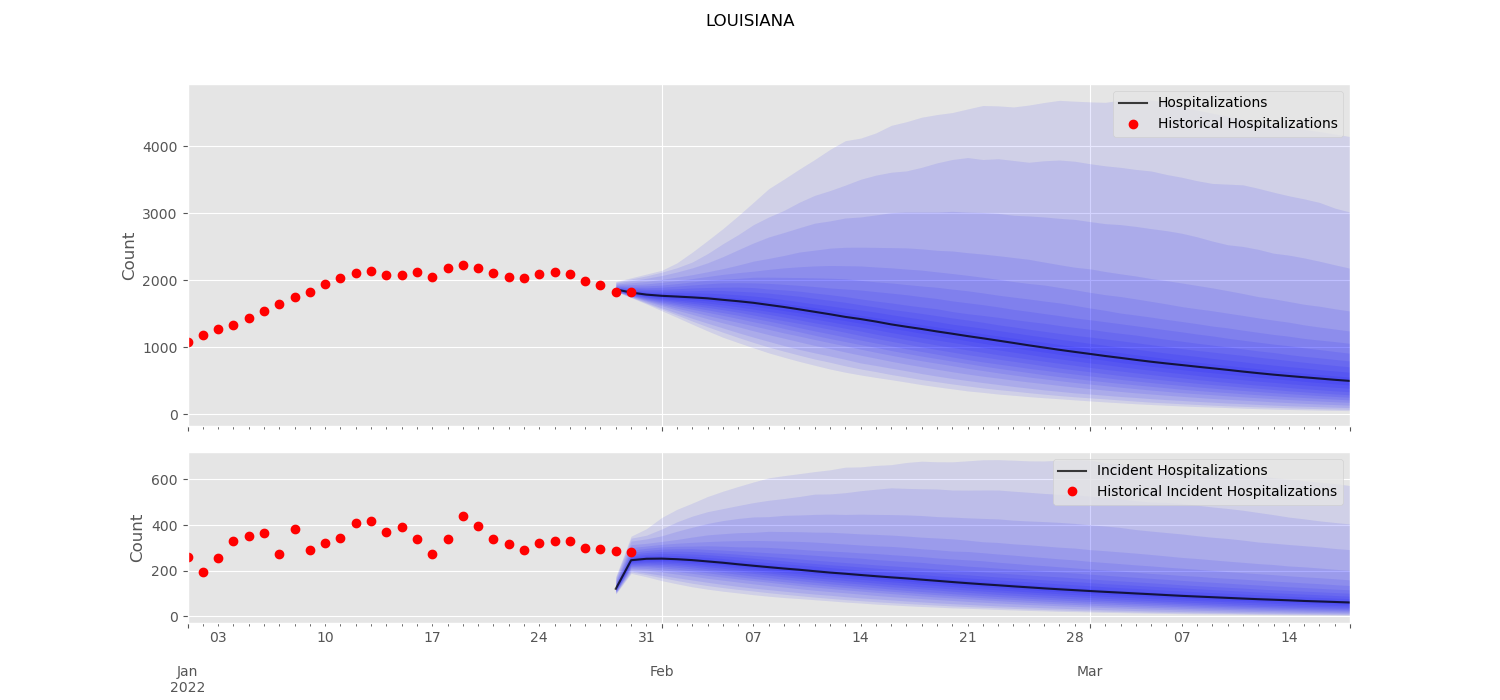 LOUISIANA
Hospitalizations
Historical Hospitalizations
Count
4000
3000
2000
1000
0
Incident Hospitalizations
Historical Incident Hospitalizations
Count
600
400
200
0
03 10 17 24 31 07 14 21 28 07 14
Jan Feb Mar
2022